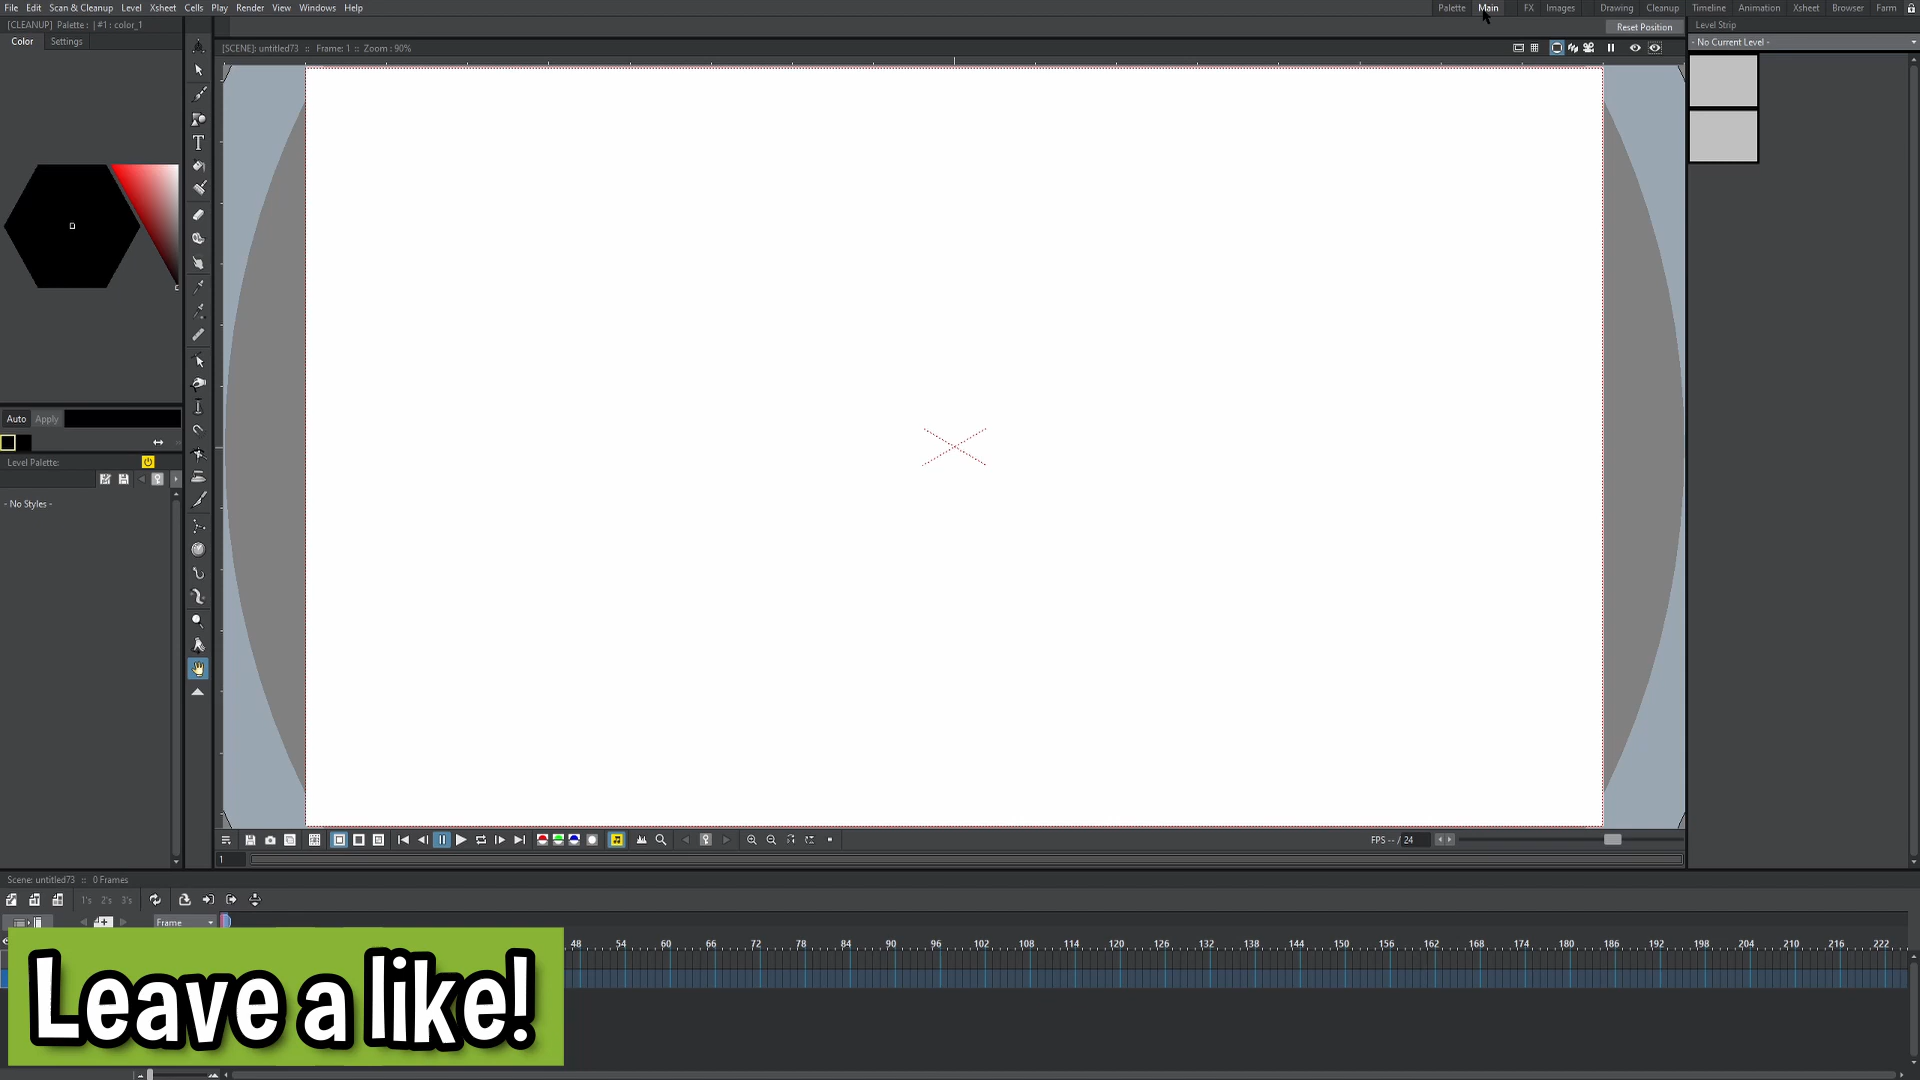 File Edit Scan & Cleanup Level Xsheet Cells Play Render View Windows Help
Palette Main FX Images Drawing Cleanup Timeline Animation Xsheet Browser Farm
[CLEANUP] Palette : | #1 : color_1
Reset Position
Level Strip
Color Settings
[SCENE]: untitled73 :: Frame: 1 :: Zoom : 90%
- No Current Level -
Auto Apply
Level Palette:
- No Styles -
FPS -- / 24
1
Scene: untitled73 :: 0 Frames
1's 2's 3's
Frame
48 54 60 66 72 78 84 90 96 102 108 114 120 126 132 138 144 150 156 162 168 174 180 186 192 198 204 210 216 222
Leave a like!